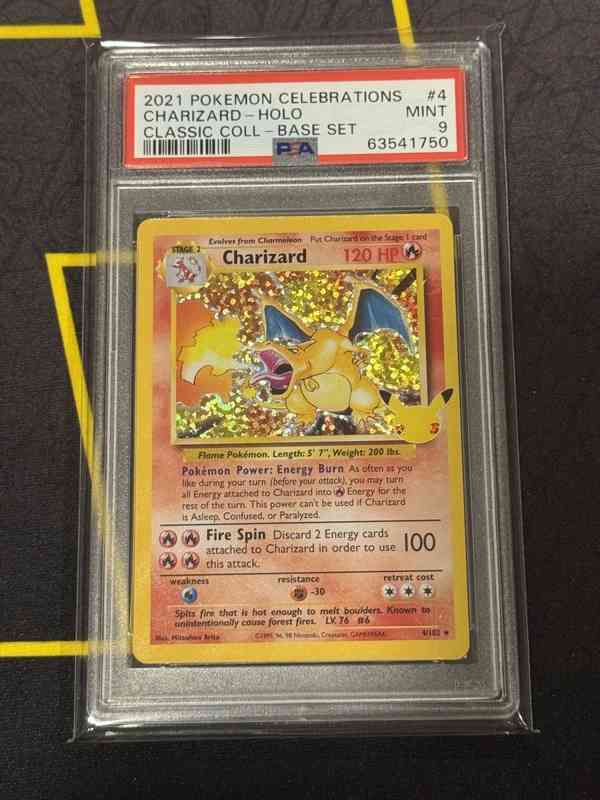 2021 POKEMON CELEBRATIONS #4
CHARIZARD-HOLO MINT
CLASSIC COLL-BASE SET 9
PSA 63541750
Evolves from Charmeleon Put Charizard on the Stage 1 card
STAGE 2
Charizard 120 HP
Flame Pokémon. Length: 5' 7", Weight: 200 lbs.
Pokémon Power: Energy Burn As often as you
like during your turn (before your attack), you may turn
all Energy attached to Charizard into Energy for the
rest of the turn. This power can't be used if Charizard
is Asleep, Confused, or Paralyzed.
Fire Spin Discard 2 Energy cards
attached to Charizard in order to use 100
this attack.
weakness resistance retreat cost
-30
Spits fire that is hot enough to melt boulders. Known to
unintentionally cause forest fires. LV. 76 #6
Illus. Mitsuhiro Arita ©1995, 96, 98 Nintendo, Creatures, GAMEFREAK. 4/102 ★